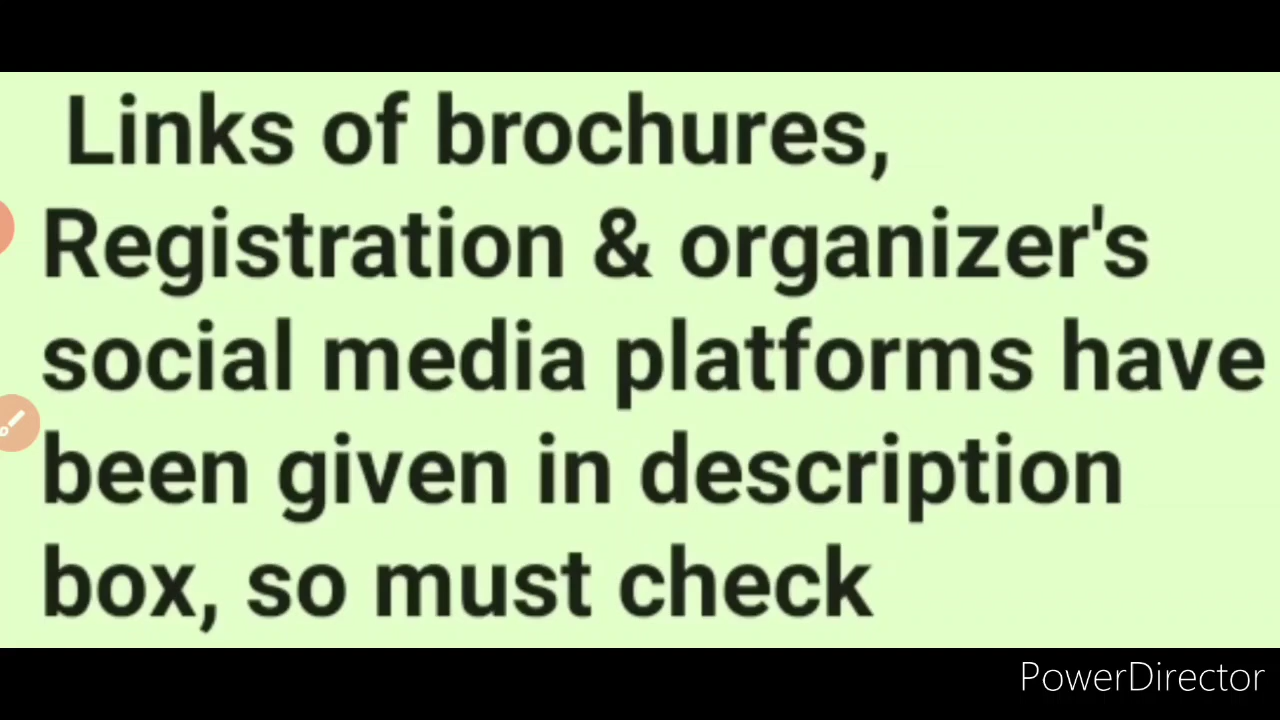 Links of brochures,
Registration & organizer's
social media platforms have
been given in description
box, so must check
PowerDirector